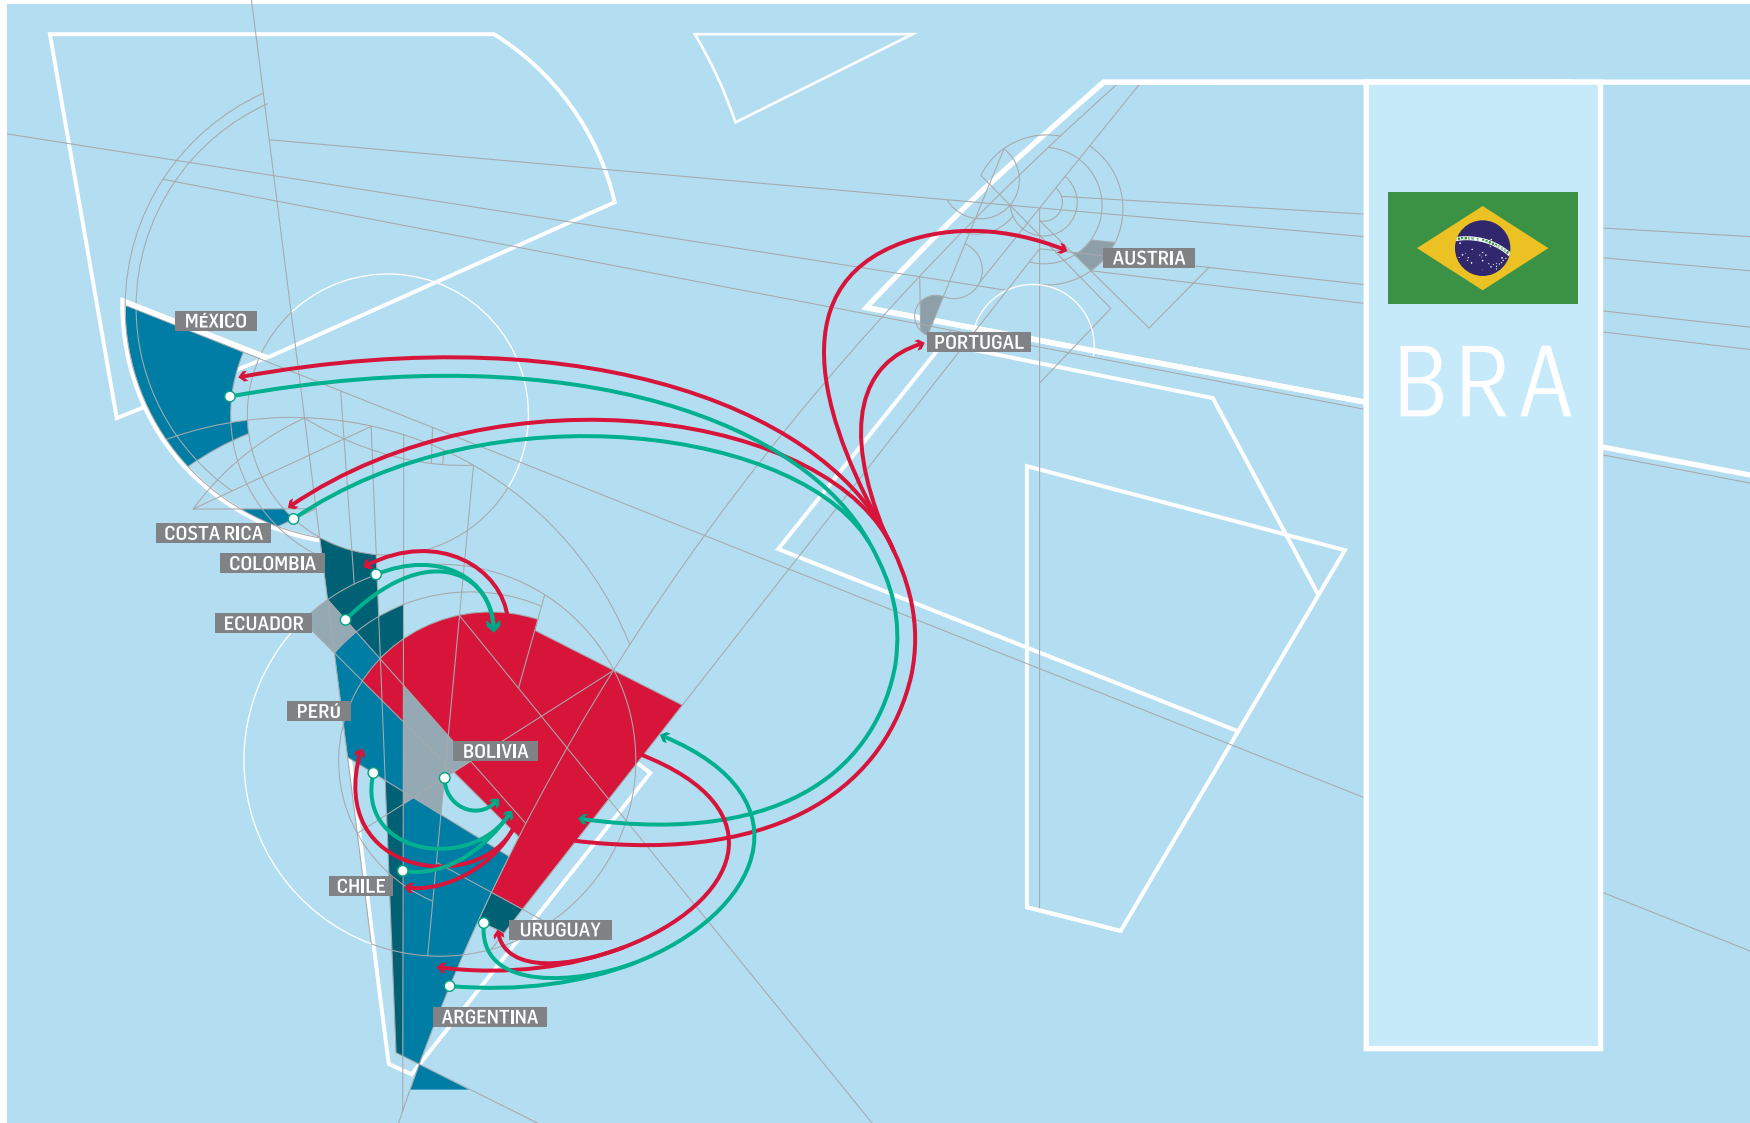 AUSTRIA
MÉXICO
PORTUGAL
BRA
COSTA RICA
COLOMBIA
ECUADOR
PERÚ
BOLIVIA
CHILE
URUGUAY
ARGENTINA